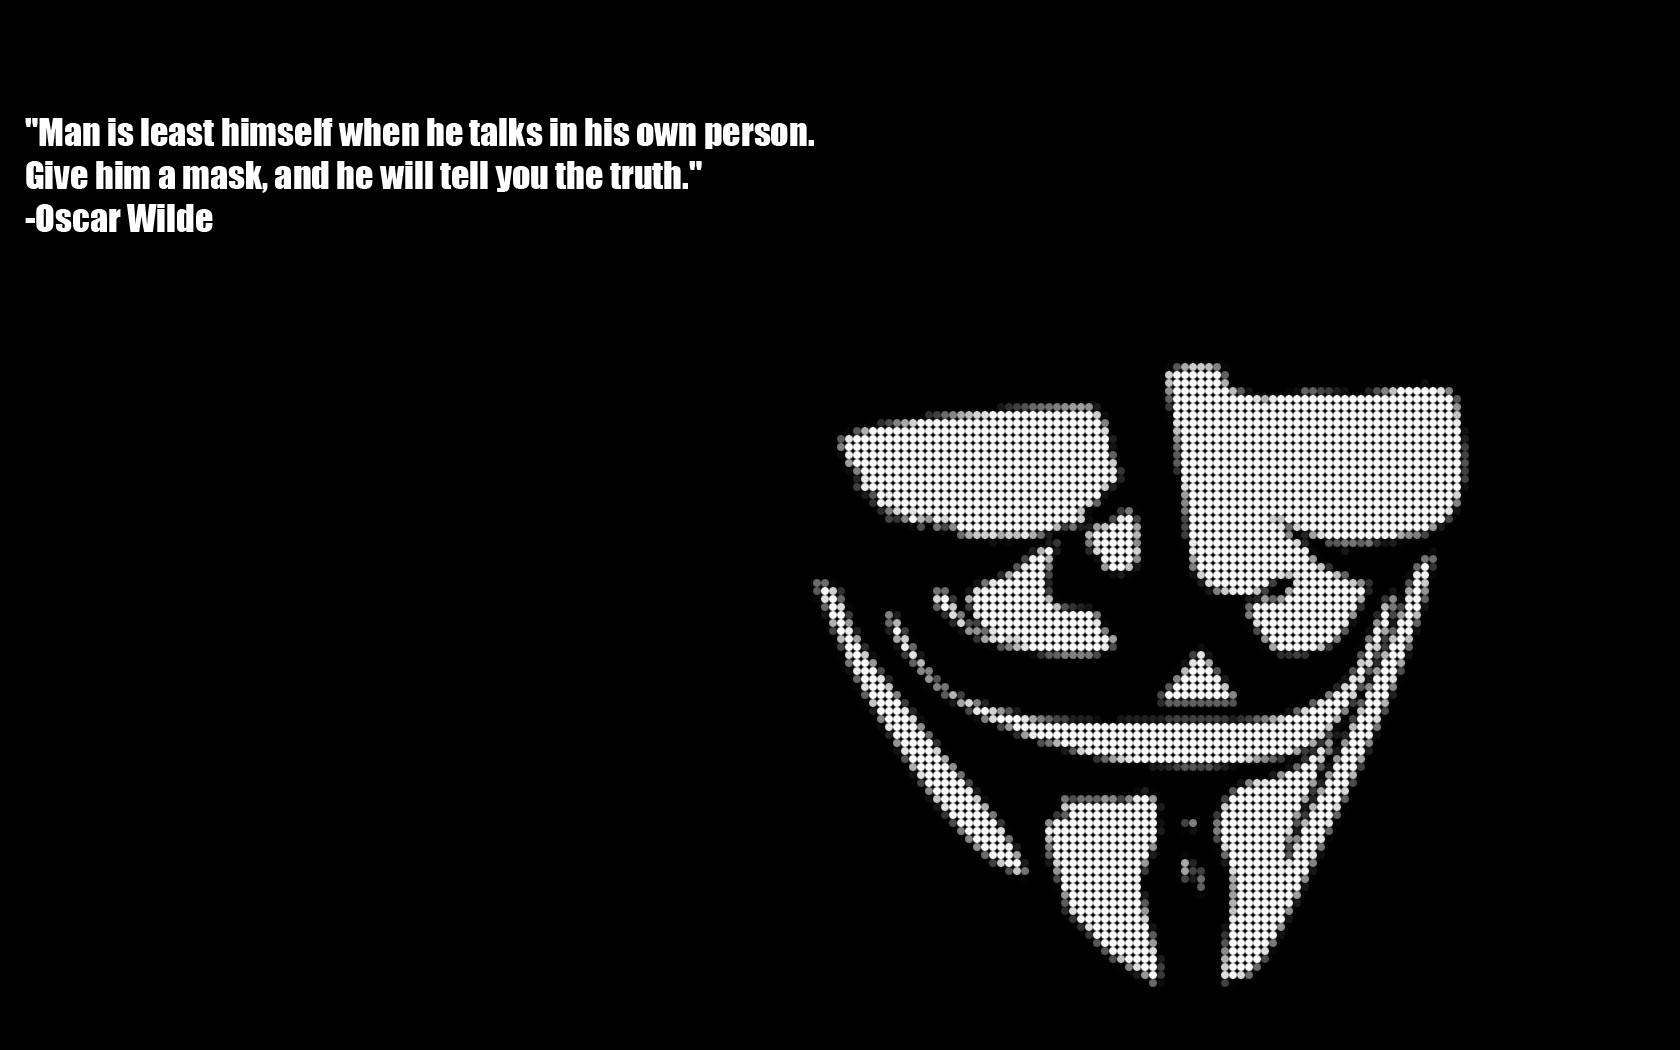 "Man is least himself when he talks in his own person.
Give him a mask, and he will tell you the truth."
-Oscar Wilde